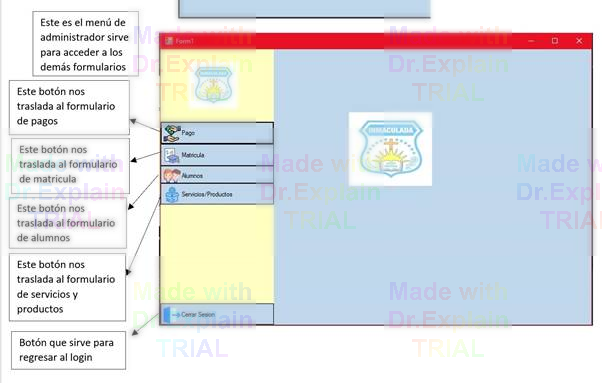 Este es el menú de
administrador sirve
para acceder a los
demás formularios
Este botón nos
traslada al formulario
de pagos
Este botón nos
traslada al formulario
de matricula
Este botón nos
traslada al formulario
de alumnos
Este botón nos
traslada al formulario
de servicios y
productos
Botón que sirve para
regresar al login
Form1
INMACULADA
Pago
Matricula
Alumnos
Servicios/Productos
Cerrar Sesion
INMACULADA
Made with
Dr.Explain
TRIAL
Made with
Dr.Explain
TRIAL
Made with
Dr.Explain
TRIAL
Made with
Dr.Explain
TRIAL
Made with
Dr.Explain
TRIAL
Made with
Dr.Explain
TRIAL
Made with
Dr.Explain
TRIAL